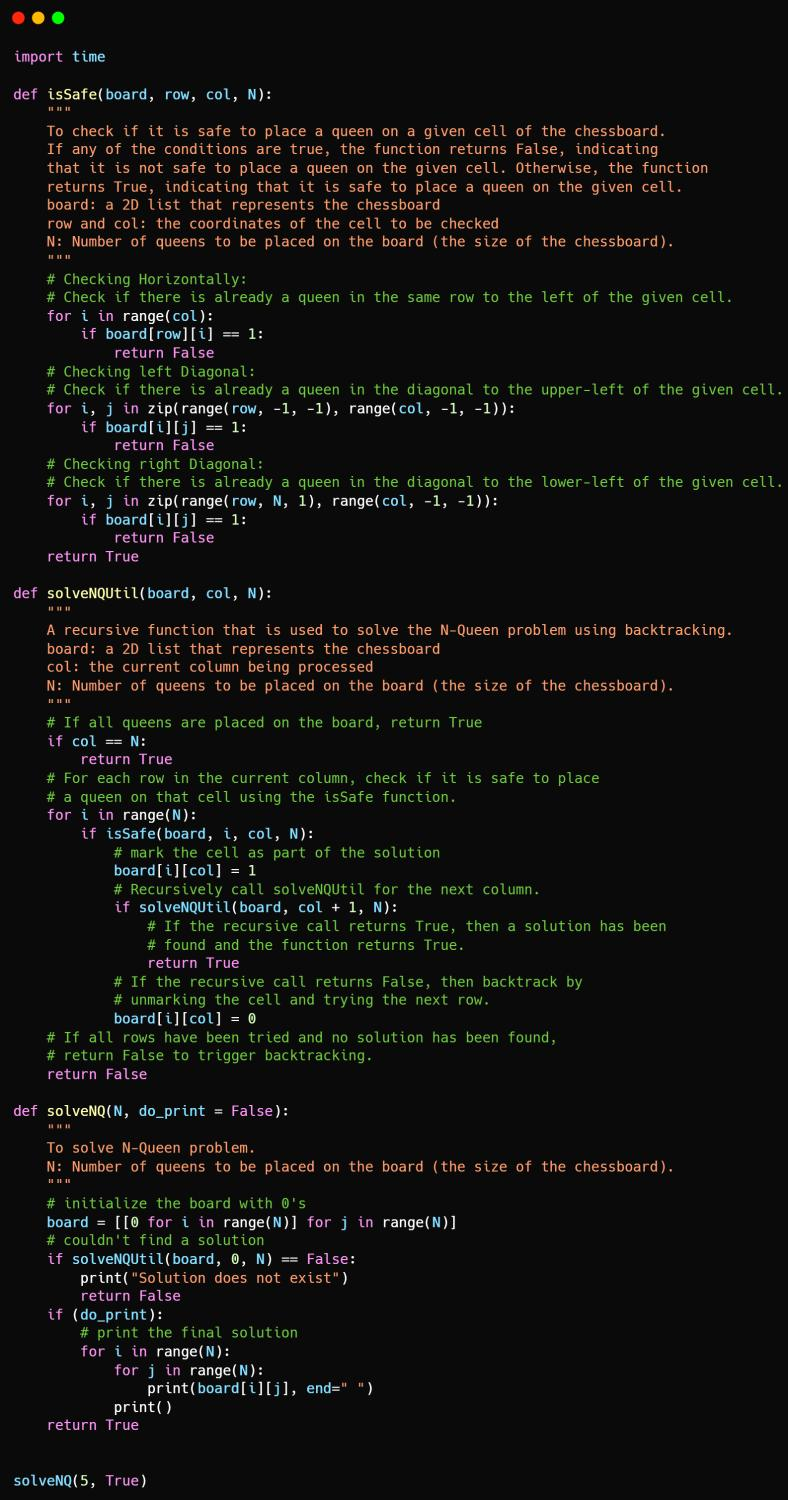 import time

def isSafe(board, row, col, N):
    """
    To check if it is safe to place a queen on a given cell of the chessboard.
    If any of the conditions are true, the function returns False, indicating
    that it is not safe to place a queen on the given cell. Otherwise, the function
    returns True, indicating that it is safe to place a queen on the given cell.
    board: a 2D list that represents the chessboard
    row and col: the coordinates of the cell to be checked
    N: Number of queens to be placed on the board (the size of the chessboard).
    """
    # Checking Horizontally:
    # Check if there is already a queen in the same row to the left of the given cell.
    for i in range(col):
        if board[row][i] == 1:
            return False
    # Checking left Diagonal:
    # Check if there is already a queen in the diagonal to the upper-left of the given cell.
    for i, j in zip(range(row, -1, -1), range(col, -1, -1)):
        if board[i][j] == 1:
            return False
    # Checking right Diagonal:
    # Check if there is already a queen in the diagonal to the lower-left of the given cell.
    for i, j in zip(range(row, N, 1), range(col, -1, -1)):
        if board[i][j] == 1:
            return False
    return True

def solveNQUtil(board, col, N):
    """
    A recursive function that is used to solve the N-Queen problem using backtracking.
    board: a 2D list that represents the chessboard
    col: the current column being processed
    N: Number of queens to be placed on the board (the size of the chessboard).
    """
    # If all queens are placed on the board, return True
    if col == N:
        return True
    # For each row in the current column, check if it is safe to place
    # a queen on that cell using the isSafe function.
    for i in range(N):
        if isSafe(board, i, col, N):
            # mark the cell as part of the solution
            board[i][col] = 1
            # Recursively call solveNQUtil for the next column.
            if solveNQUtil(board, col + 1, N):
                # If the recursive call returns True, then a solution has been
                # found and the function returns True.
                return True
            # If the recursive call returns False, then backtrack by
            # unmarking the cell and trying the next row.
            board[i][col] = 0
    # If all rows have been tried and no solution has been found,
    # return False to trigger backtracking.
    return False

def solveNQ(N, do_print = False):
    """
    To solve N-Queen problem.
    N: Number of queens to be placed on the board (the size of the chessboard).
    """
    # initialize the board with 0's
    board = [[0 for i in range(N)] for j in range(N)]
    # couldn't find a solution
    if solveNQUtil(board, 0, N) == False:
        print("Solution does not exist")
        return False
    if (do_print):
        # print the final solution
        for i in range(N):
            for j in range(N):
                print(board[i][j], end=" ")
            print()
    return True


solveNQ(5, True)